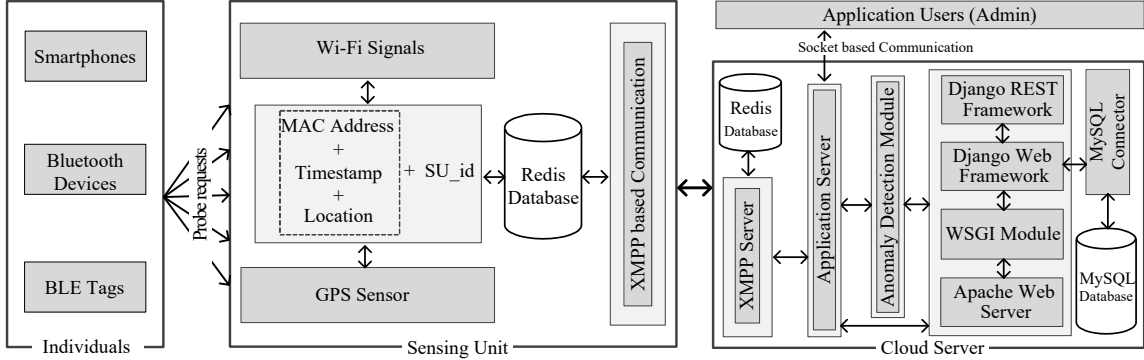 Smartphones
Bluetooth
Devices
BLE Tags
Individuals
Probe requests
Wi-Fi Signals
MAC Address
+
Timestamp
+
Location
+ SU_id
GPS Sensor
Redis
Database
XMPP based Communication
Sensing Unit
Application Users (Admin)
Socket based Communication
Redis
Database
XMPP Server
Application Server
Anomaly Detection Module
Django REST
Framework
Django Web
Framework
WSGI Module
Apache Web
Server
MySQL
Connector
MySQL
Database
Cloud Server